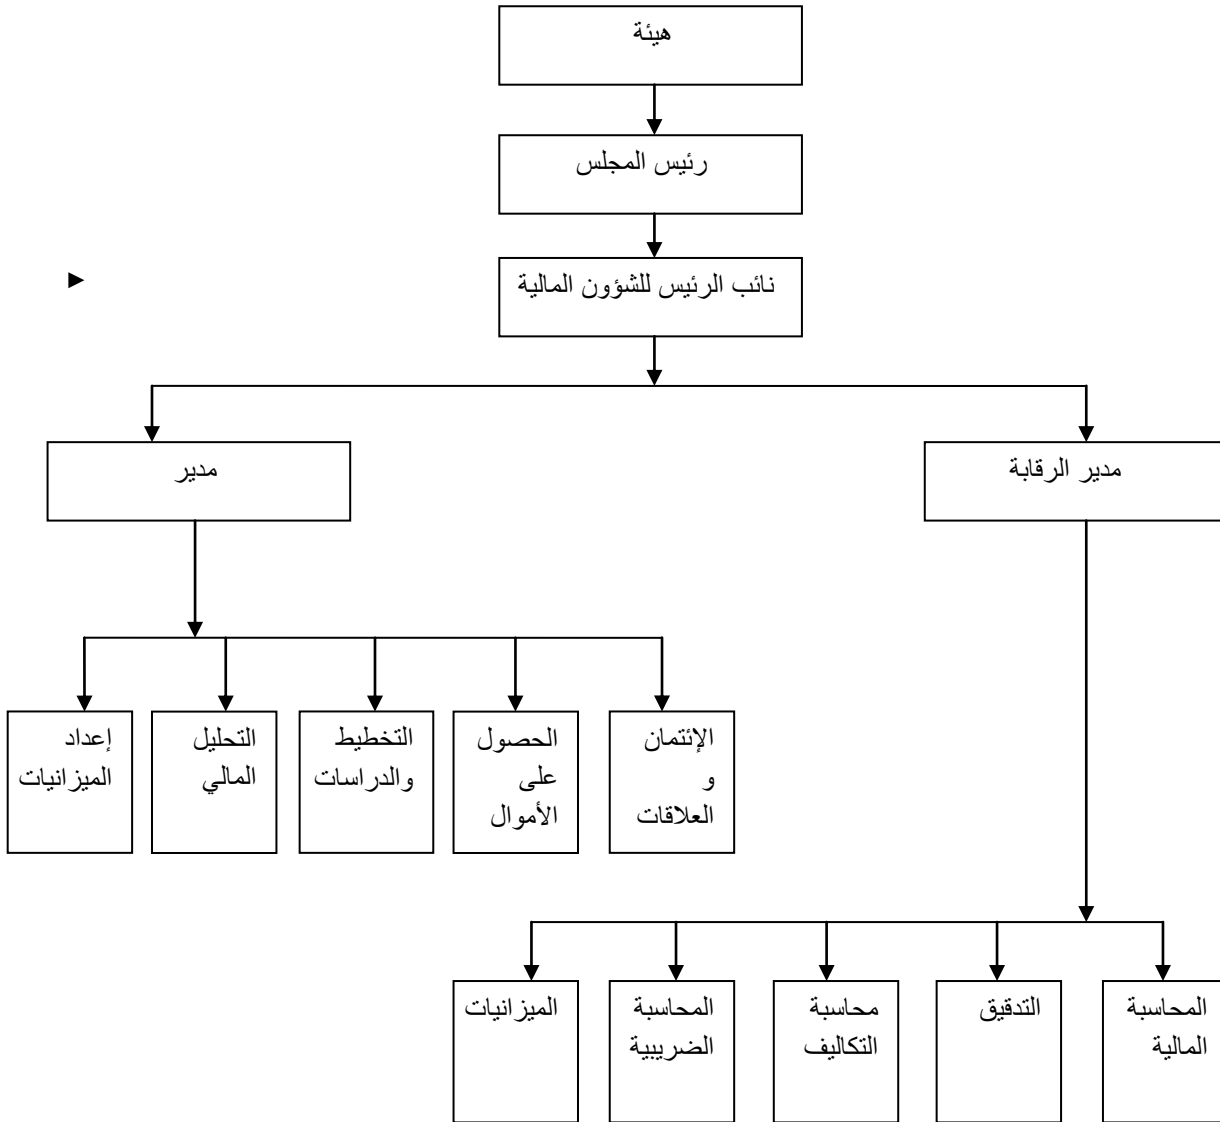 هيئة
رئيس المجلس
نائب الرئيس للشؤون المالية
مدير الرقابة
مدير
الإئتمان
و
العلاقات
الحصول
على
الأموال
التخطيط
والدراسات
التحليل
المالي
إعداد
الميزانيات
المحاسبة
المالية
التدقيق
محاسبة
التكاليف
المحاسبة
الضريبية
الميزانيات